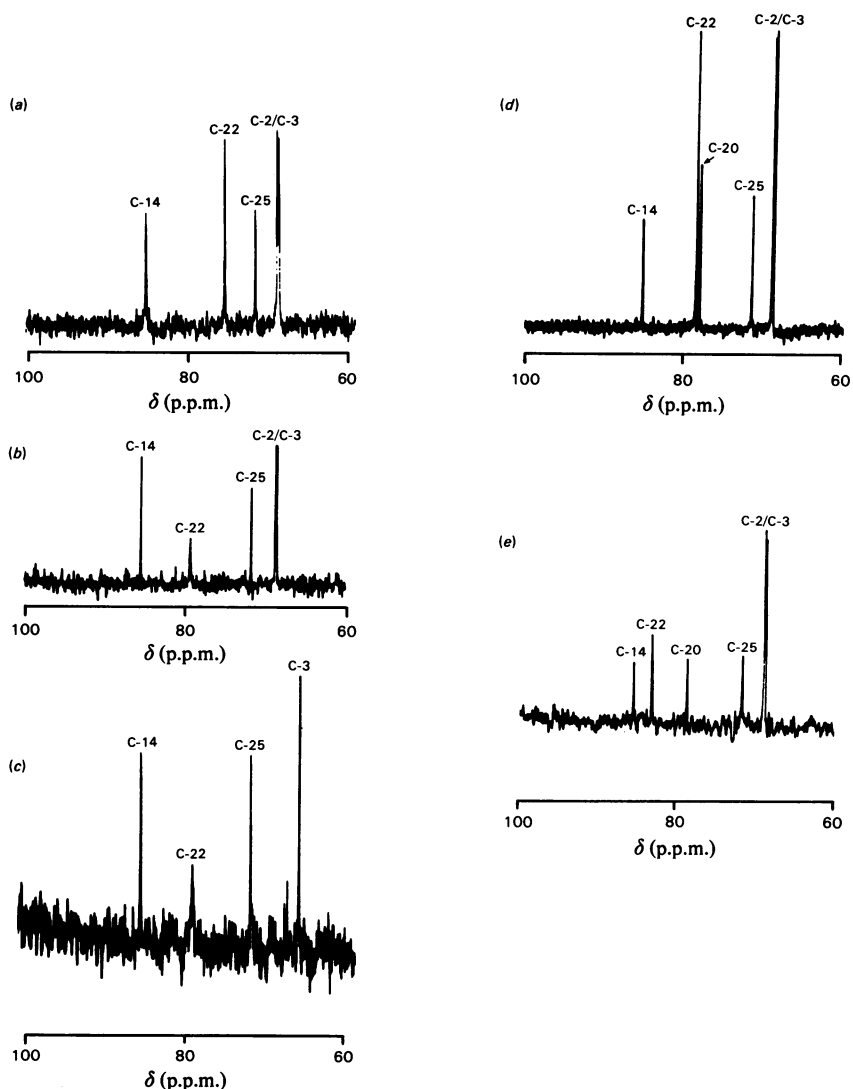 (a)
C-14
C-22
C-25
C-2/C-3
100
80
60
δ (p.p.m.)
(b)
C-14
C-22
C-25
C-2/C-3
100
80
60
(c)
C-14
C-22
C-25
C-3
100
80
60
δ (p.p.m.)
(d)
C-14
C-22
C-20
C-25
C-2/C-3
100
80
60
δ (p.p.m.)
(e)
C-14
C-22
C-20
C-25
C-2/C-3
100
80
60
δ (p.p.m.)